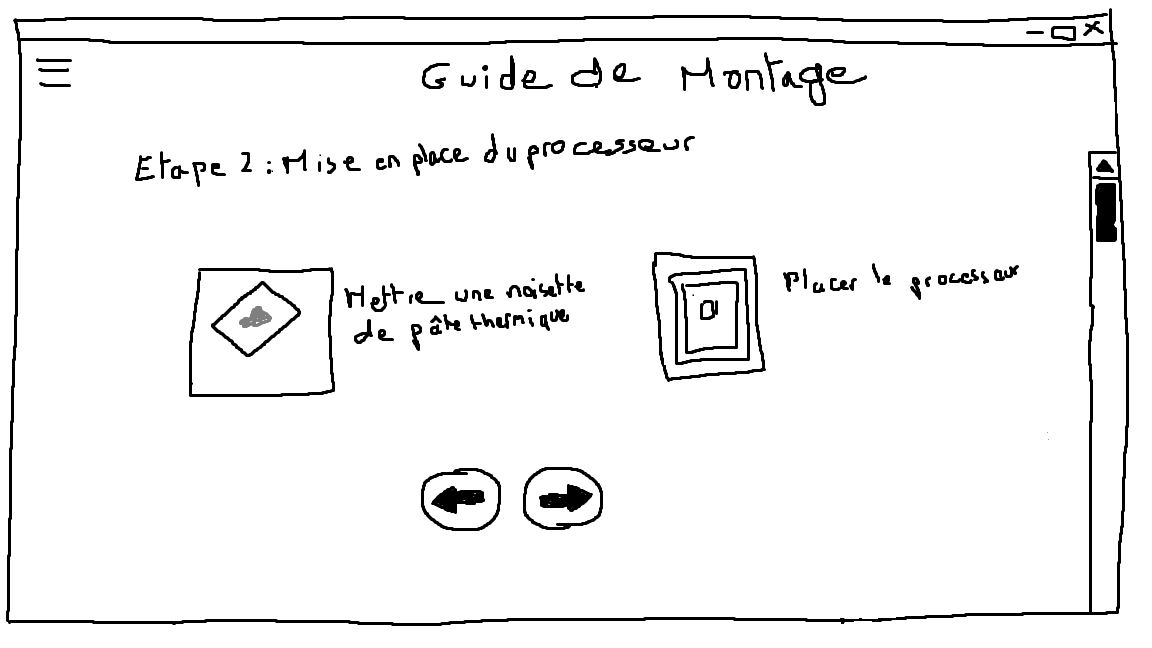 Guide de Montage
Etape 2 : Mise en place du processeur
Mettre une noisette
de pâte thermique
Placer le processeur